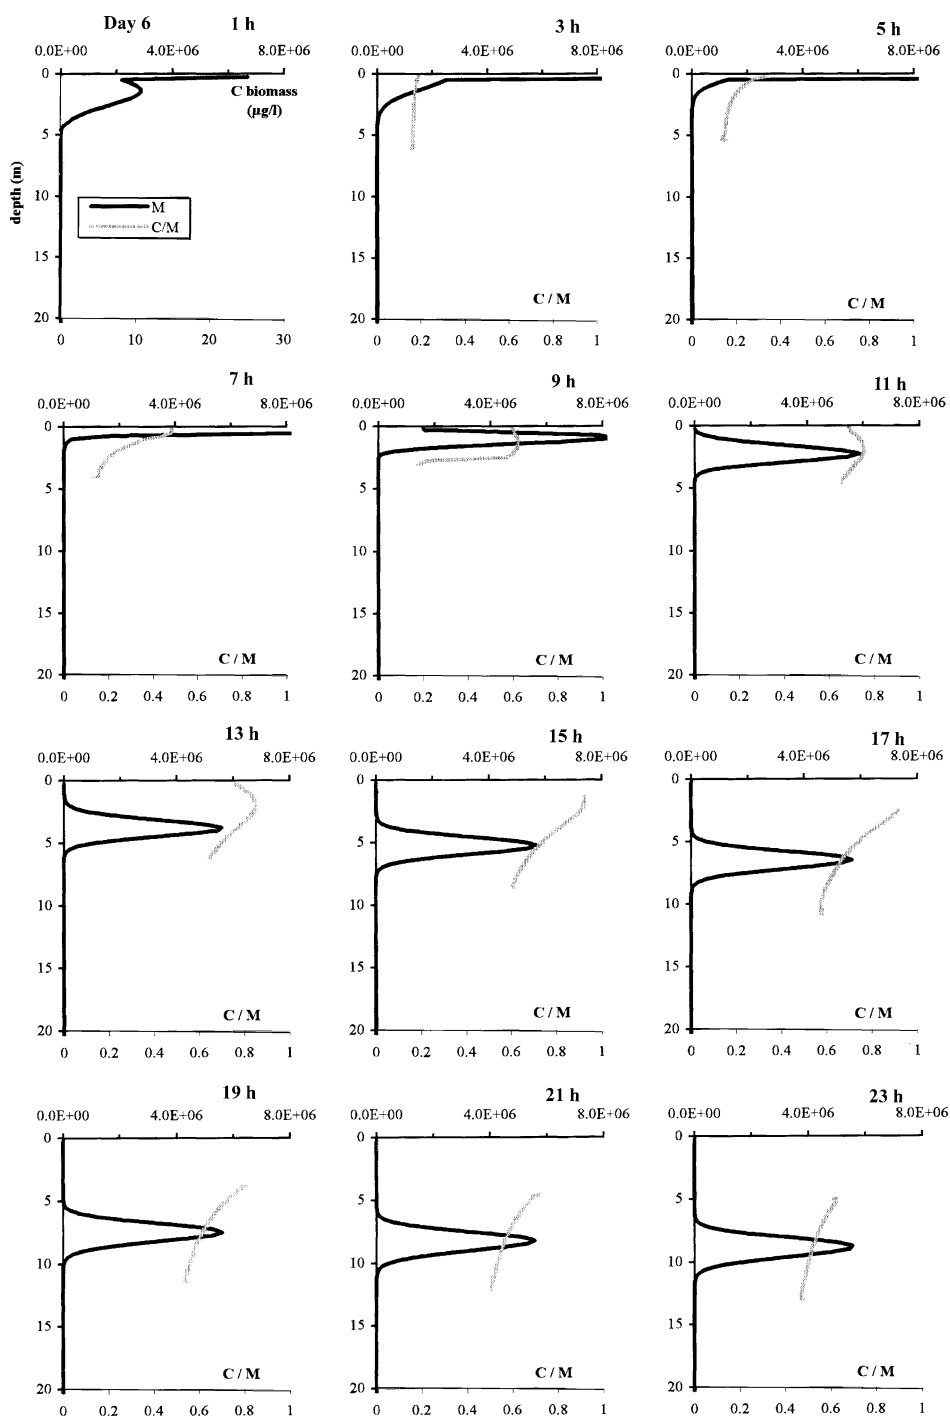 Day 6 1 h 3 h 5 h
0.0E+00 4.0E+06 8.0E+06 0.0E+00 4.0E+06 8.0E+06 0.0E+00 4.0E+06 8.0E+06
0 0 0
C biomass
(µg/l)
5 5 5
depth (m)
10 10 10
M
C/M
15 15 15
C / M C / M
20 20 20
0 10 20 30 0 0.2 0.4 0.6 0.8 1 0 0.2 0.4 0.6 0.8 1
7 h 9 h 11 h
0.0E+00 4.0E+06 8.0E+06 0.0E+00 4.0E+06 8.0E+06 0.0E+00 4.0E+06 8.0E+06
0 0 0
5 5 5
10 10 10
15 15 15
C / M C / M C / M
20 20 20
0 0.2 0.4 0.6 0.8 1 0 0.2 0.4 0.6 0.8 1 0 0.2 0.4 0.6 0.8 1
13 h 15 h 17 h
0.0E+00 4.0E+06 8.0E+06 0.0E+00 4.0E+06 8.0E+06 0.0E+00 4.0E+06 8.0E+06
0 0 0
5 5 5
10 10 10
15 15 15
C / M C / M C / M
20 20 20
0 0.2 0.4 0.6 0.8 1 0 0.2 0.4 0.6 0.8 1 0 0.2 0.4 0.6 0.8 1
19 h 21 h 23 h
0.0E+00 4.0E+06 8.0E+06 0.0E+00 4.0E+06 8.0E+06 0.0E+00 4.0E+06 8.0E+06
0 0 0
5 5 5
10 10 10
15 15 15
C / M C / M C / M
20 20 20
0 0.2 0.4 0.6 0.8 1 0 0.2 0.4 0.6 0.8 1 0 0.2 0.4 0.6 0.8 1